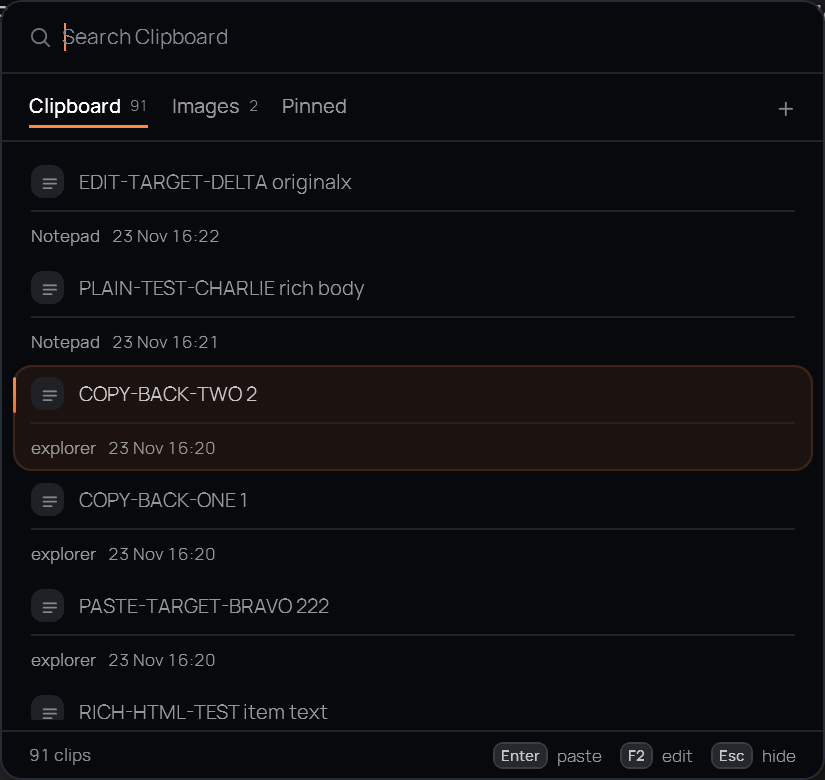 Search Clipboard
Clipboard 91 Images 2 Pinned +
EDIT-TARGET-DELTA originalx
Notepad 23 Nov 16:22
PLAIN-TEST-CHARLIE rich body
Notepad 23 Nov 16:21
COPY-BACK-TWO 2
explorer 23 Nov 16:20
COPY-BACK-ONE 1
explorer 23 Nov 16:20
PASTE-TARGET-BRAVO 222
explorer 23 Nov 16:20
RICH-HTML-TEST item text
91 clips Enter paste F2 edit Esc hide